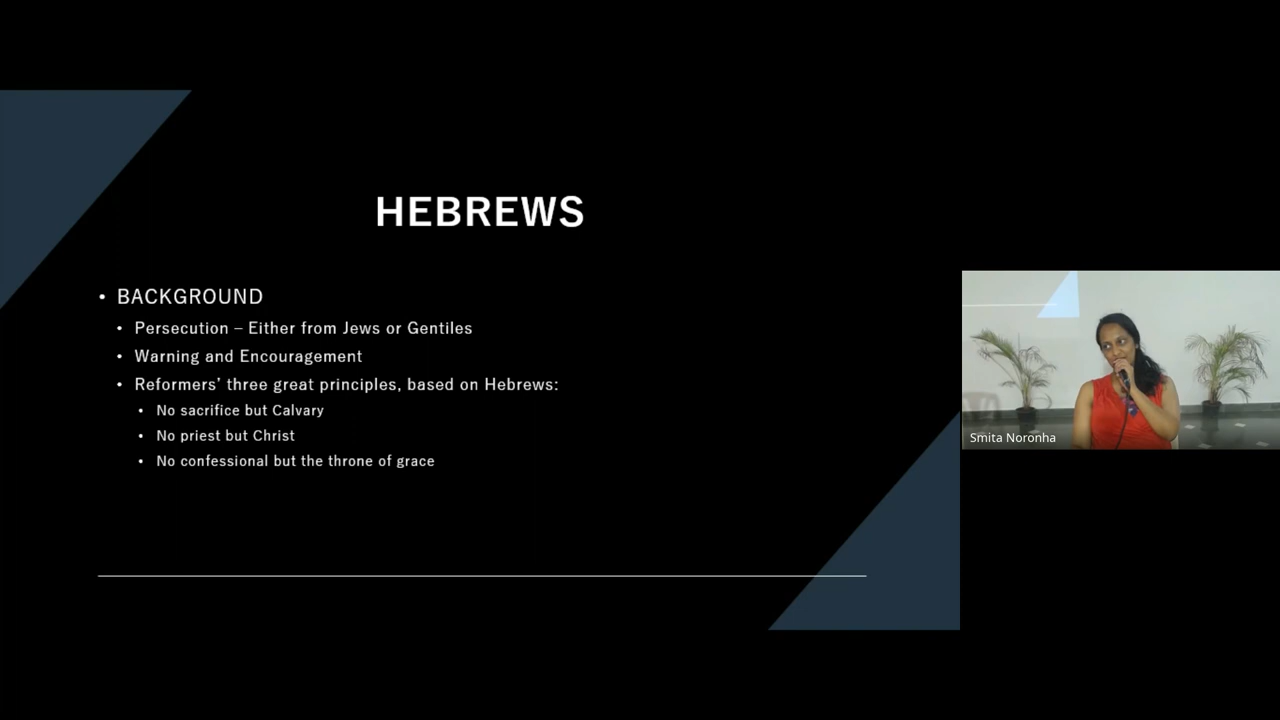 HEBREWS
• BACKGROUND
• Persecution – Either from Jews or Gentiles
• Warning and Encouragement
• Reformers’ three great principles, based on Hebrews:
• No sacrifice but Calvary
• No priest but Christ
• No confessional but the throne of grace
Smita Noronha